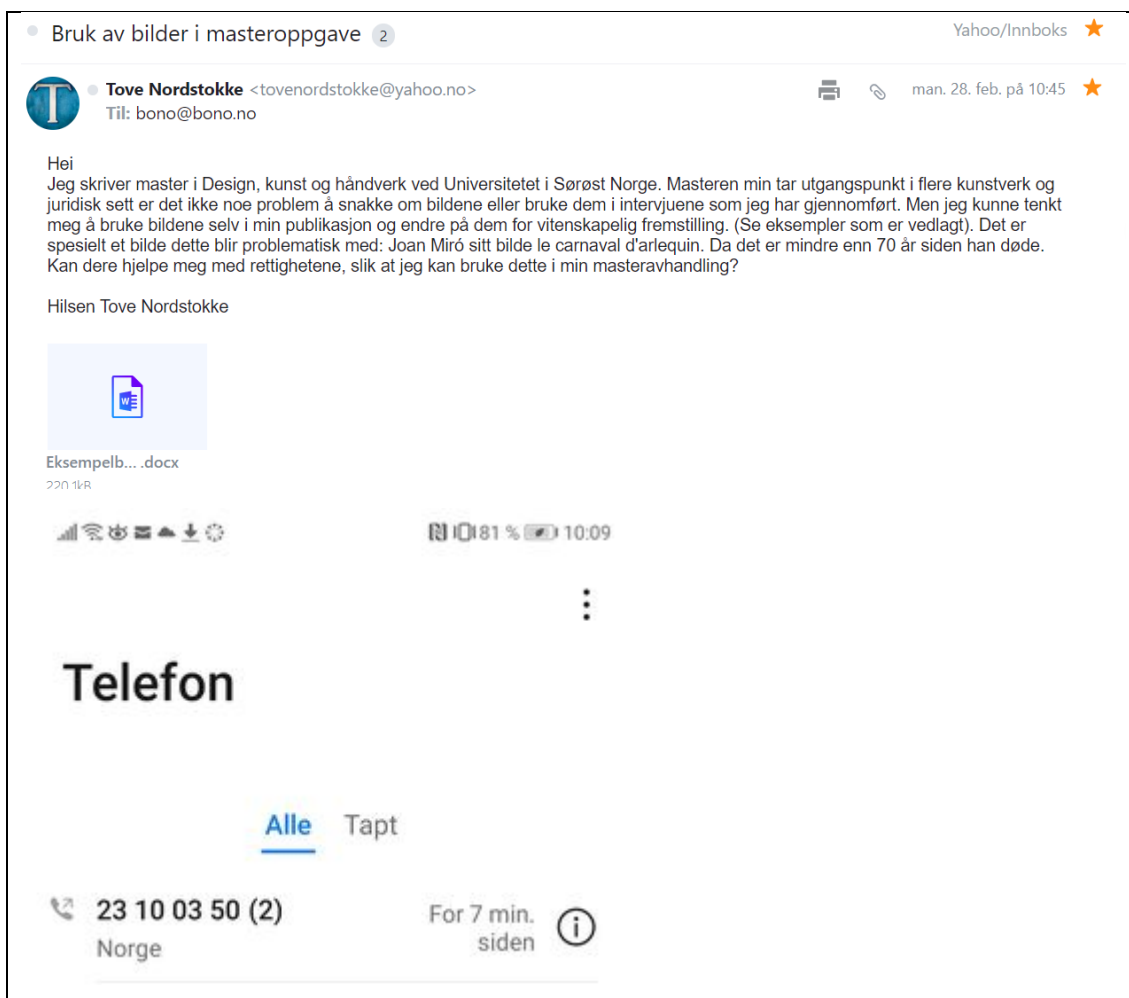 Bruk av bilder i masteroppgave 2
Yahoo/Innboks
Tove Nordstokke <tovenordstokke@yahoo.no>
man. 28. feb. på 10:45
Til: bono@bono.no
Hei
Jeg skriver master i Design, kunst og håndverk ved Universitetet i Sørøst Norge. Masteren min tar utgangspunkt i flere kunstverk og
juridisk sett er det ikke noe problem å snakke om bildene eller bruke dem i intervjuene som jeg har gjennomført. Men jeg kunne tenkt
meg å bruke bildene selv i min publikasjon og endre på dem for vitenskapelig fremstilling. (Se eksempler som er vedlagt). Det er
spesielt et bilde dette blir problematisk med: Joan Miró sitt bilde le carnaval d'arlequin. Da det er mindre enn 70 år siden han døde.
Kan dere hjelpe meg med rettighetene, slik at jeg kan bruke dette i min masteravhandling?
Hilsen Tove Nordstokke
W
Eksempelb... .docx
220.1kB
81 % 10:09
Telefon
Alle Tapt
23 10 03 50 (2)
Norge
For 7 min.
siden